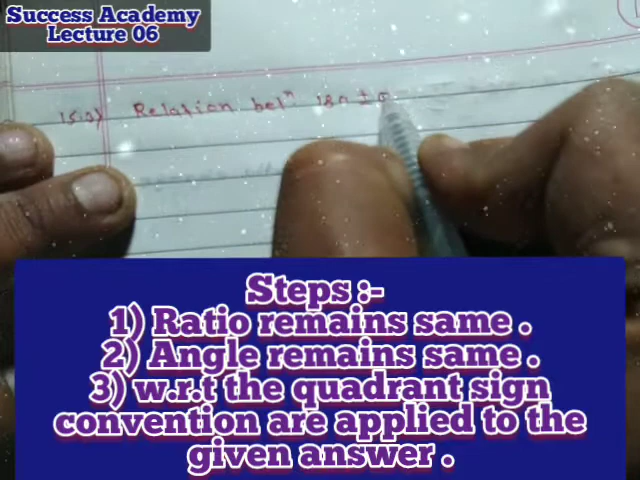 Success Academy
Lecture 06
Relation betⁿ 180 ±
Steps :-
1) Ratio remains same .
2) Angle remains same .
3) w.r.t the quadrant sign
convention are applied to the
given answer .